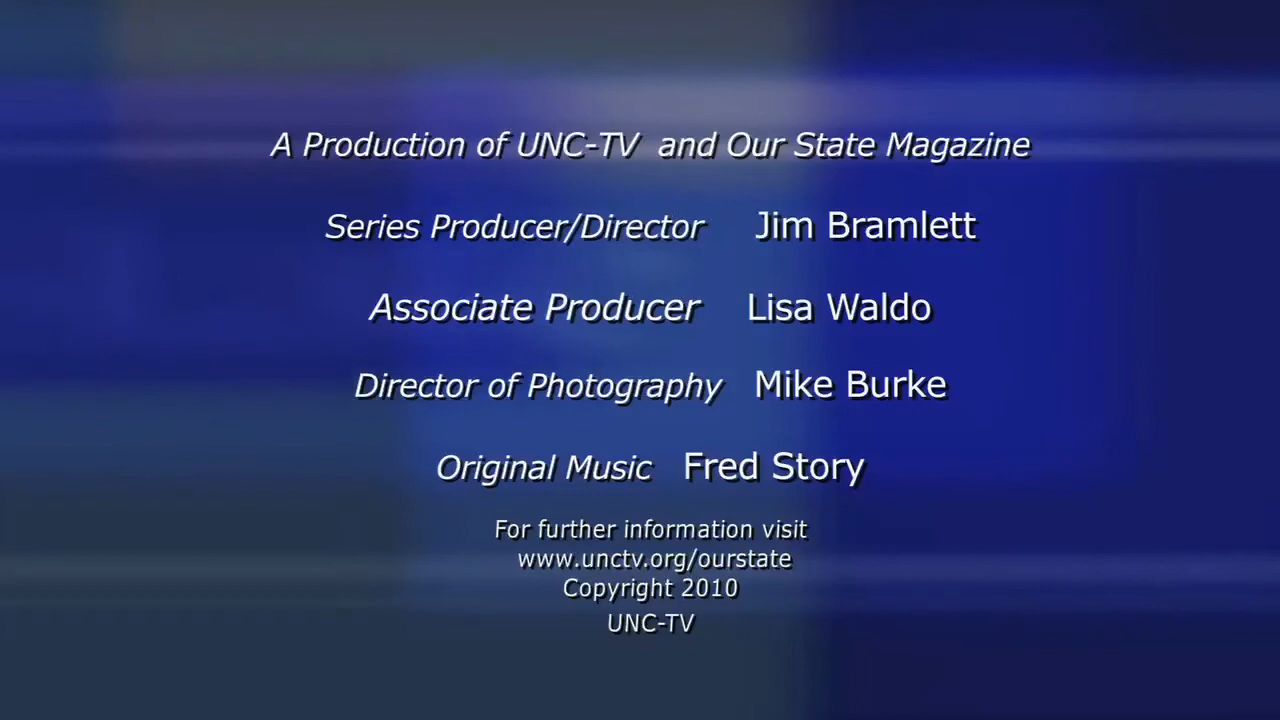 A Production of UNC-TV and Our State Magazine
Series Producer/Director Jim Bramlett
Associate Producer Lisa Waldo
Director of Photography Mike Burke
Original Music Fred Story
For further information visit
www.unctv.org/ourstate
Copyright 2010
UNC-TV